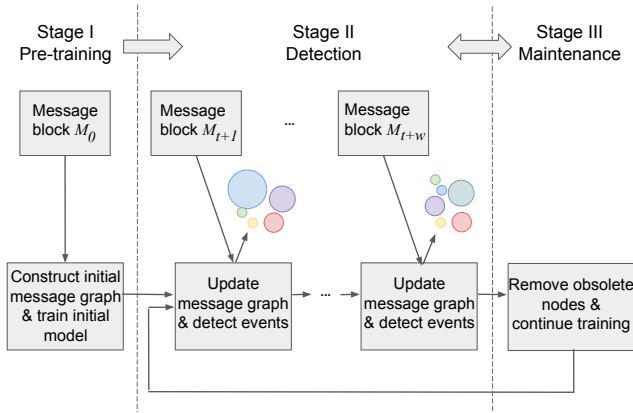 Stage I
Pre-training
Stage II
Detection
Stage III
Maintenance
Message
block M0
Message
block Mt+1
...
Message
block Mt+w
Construct initial
message graph
& train initial
model
Update
message graph
& detect events
...
Update
message graph
& detect events
Remove obsolete
nodes &
continue training